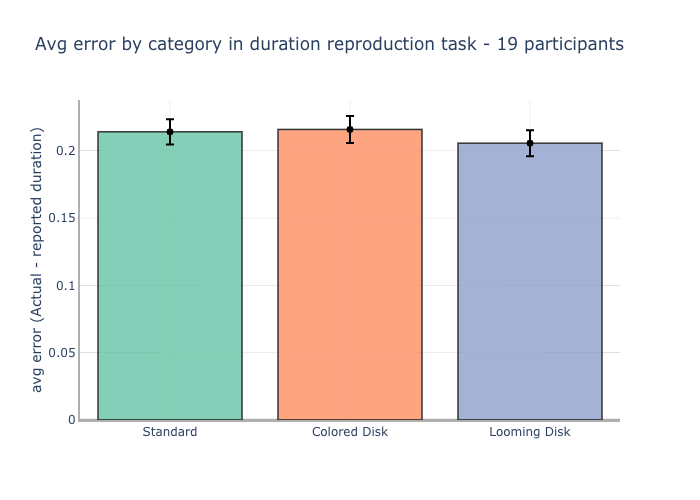 Avg error by category in duration reproduction task - 19 participants
avg error (Actual - reported duration)
0.2
0.15
0.1
0.05
0
Standard
Colored Disk
Looming Disk